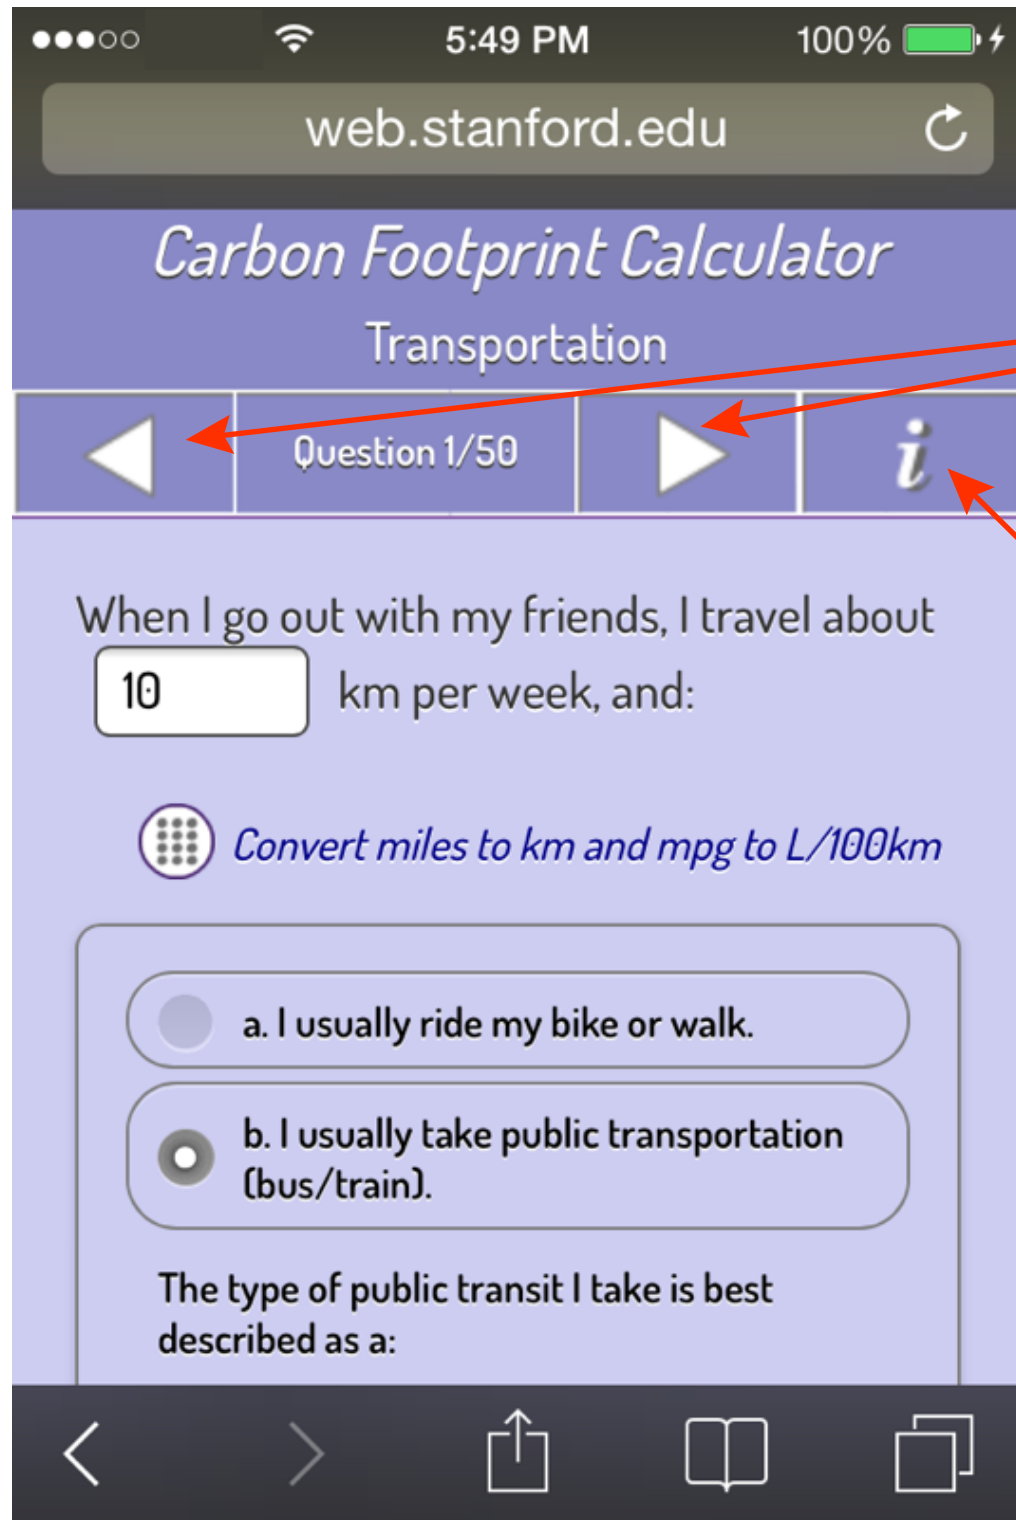 5:49 PM
100%
web.stanford.edu
Carbon Footprint Calculator
Transportation
Question 1/50
i
When I go out with my friends, I travel about
10 km per week, and:
Convert miles to km and mpg to L/100km
a. I usually ride my bike or walk.
b. I usually take public transportation
(bus/train).
The type of public transit I take is best
described as a: